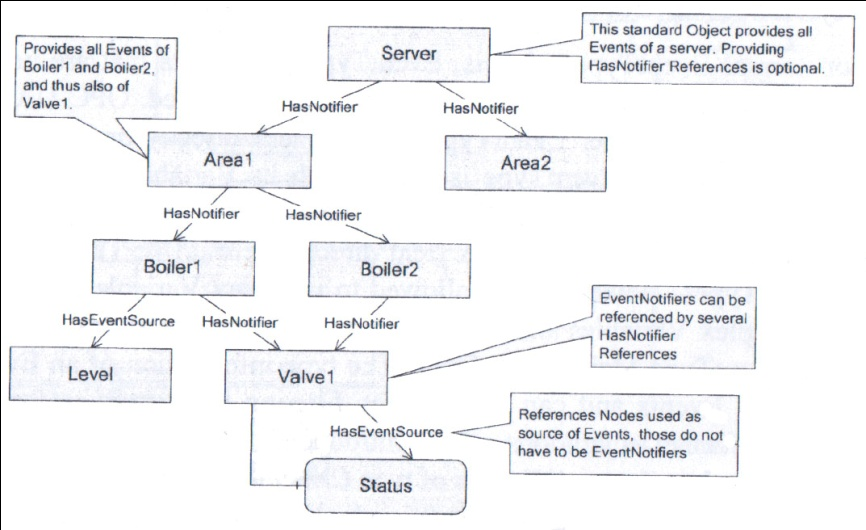 Provides all Events of
Boiler1 and Boiler2,
and thus also of
Valve1.
Server
This standard Object provides all
Events of a server. Providing
HasNotifier References is optional.
HasNotifier
HasNotifier
Area1
Area2
HasNotifier
HasNotifier
Boiler1
Boiler2
EventNotifiers can be
referenced by several
HasNotifier
References
HasEventSource
HasNotifier
HasNotifier
Level
Valve1
HasEventSource
References Nodes used as
source of Events, those do not
have to be EventNotifiers
Status